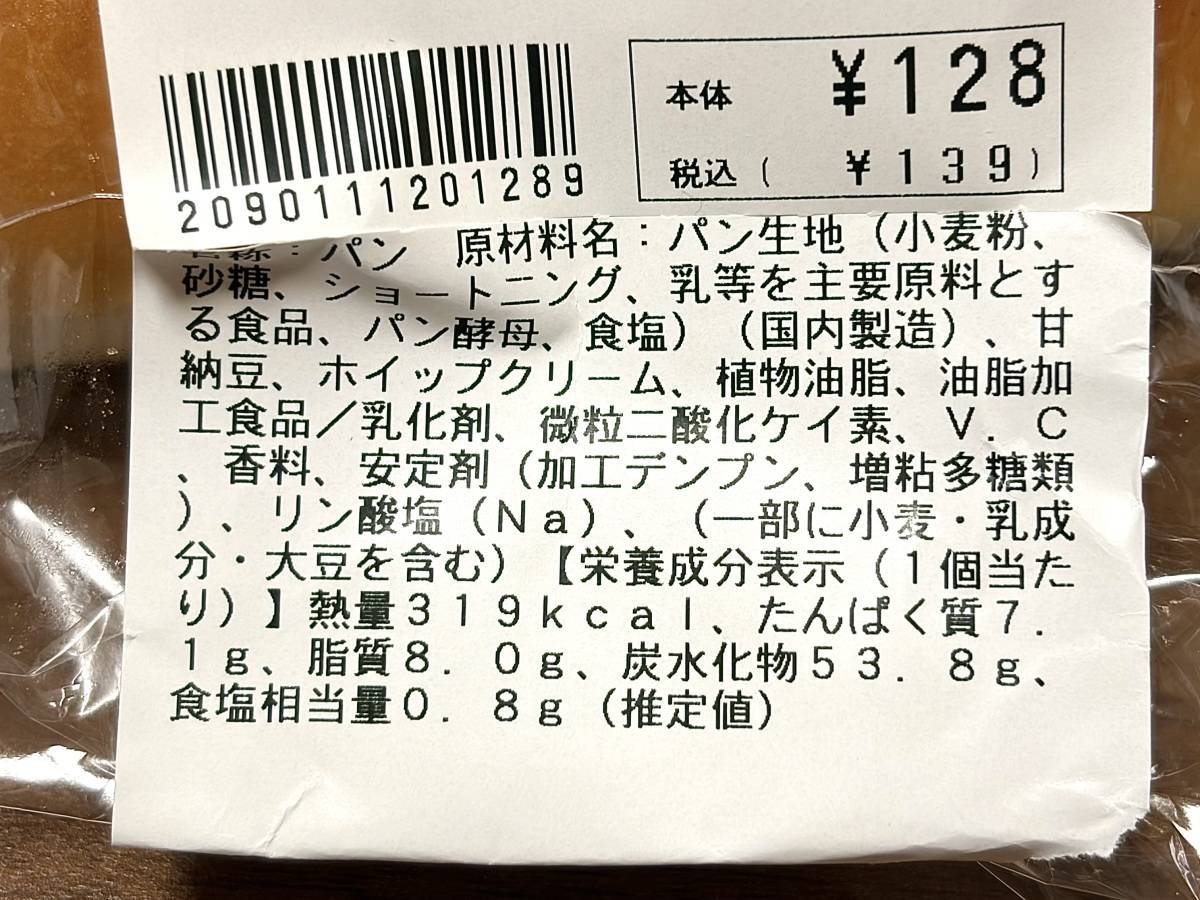 2090111201289
本体 ¥128
税込( ¥139)
名称:パン 原材料名:パン生地(小麦粉、
砂糖、ショートニング、乳等を主要原料とす
る食品、パン酵母、食塩)(国内製造)、甘
納豆、ホイップクリーム、植物油脂、油脂加
工食品/乳化剤、微粒二酸化ケイ素、V.C
、香料、安定剤(加工デンプン、増粘多糖類
)、リン酸塩(Na)、(一部に小麦・乳成
分・大豆を含む)【栄養成分表示(1個当た
り)】熱量319kcal、たんぱく質7.
1g、脂質8.0g、炭水化物53.8g、
食塩相当量0.8g(推定値)